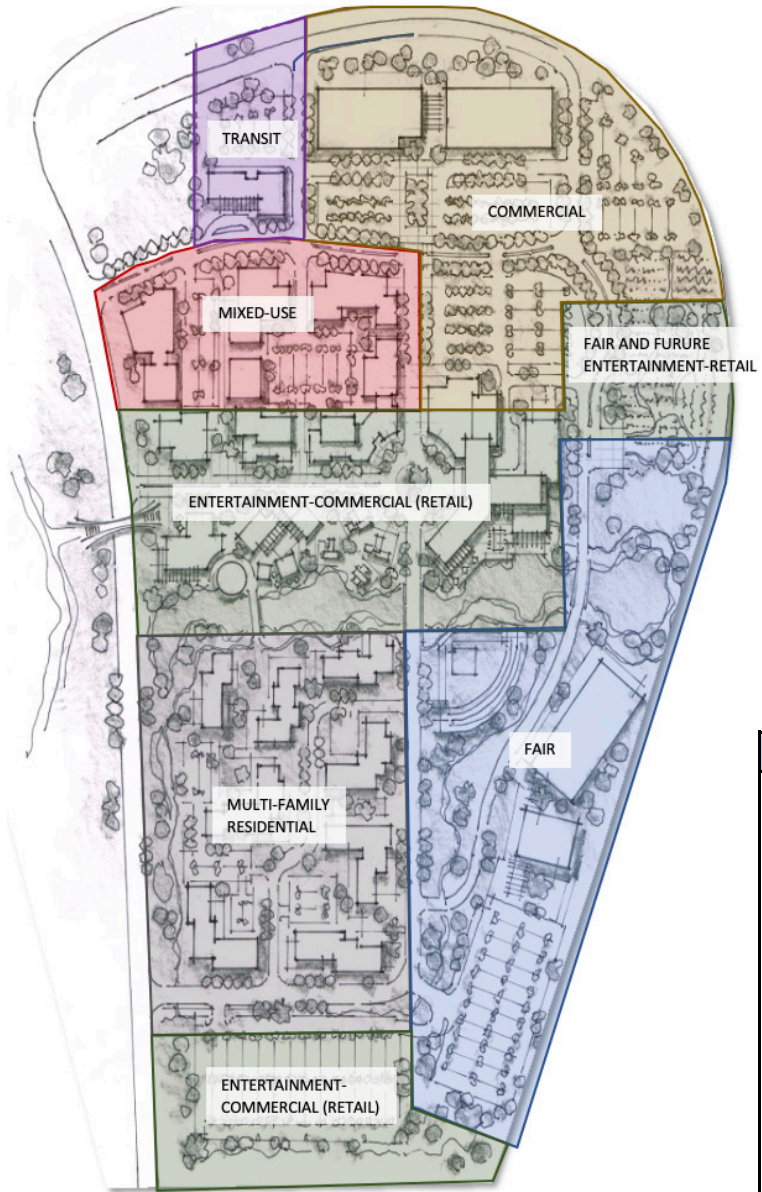 TRANSIT
COMMERCIAL
MIXED-USE
FAIR AND FURURE
ENTERTAINMENT-RETAIL
ENTERTAINMENT-COMMERCIAL (RETAIL)
FAIR
MULTI-FAMILY
RESIDENTIAL
ENTERTAINMENT-
COMMERCIAL (RETAIL)